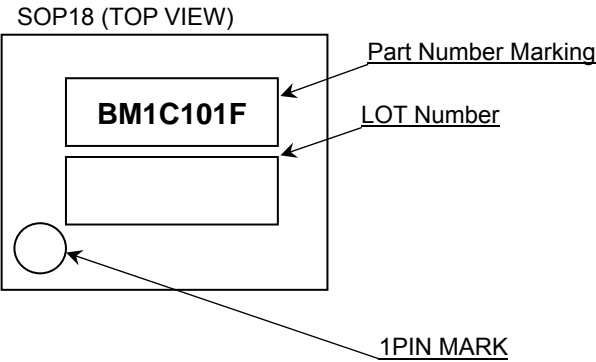 SOP18 (TOP VIEW)
Part Number Marking
BM1C101F
LOT Number
1PIN MARK